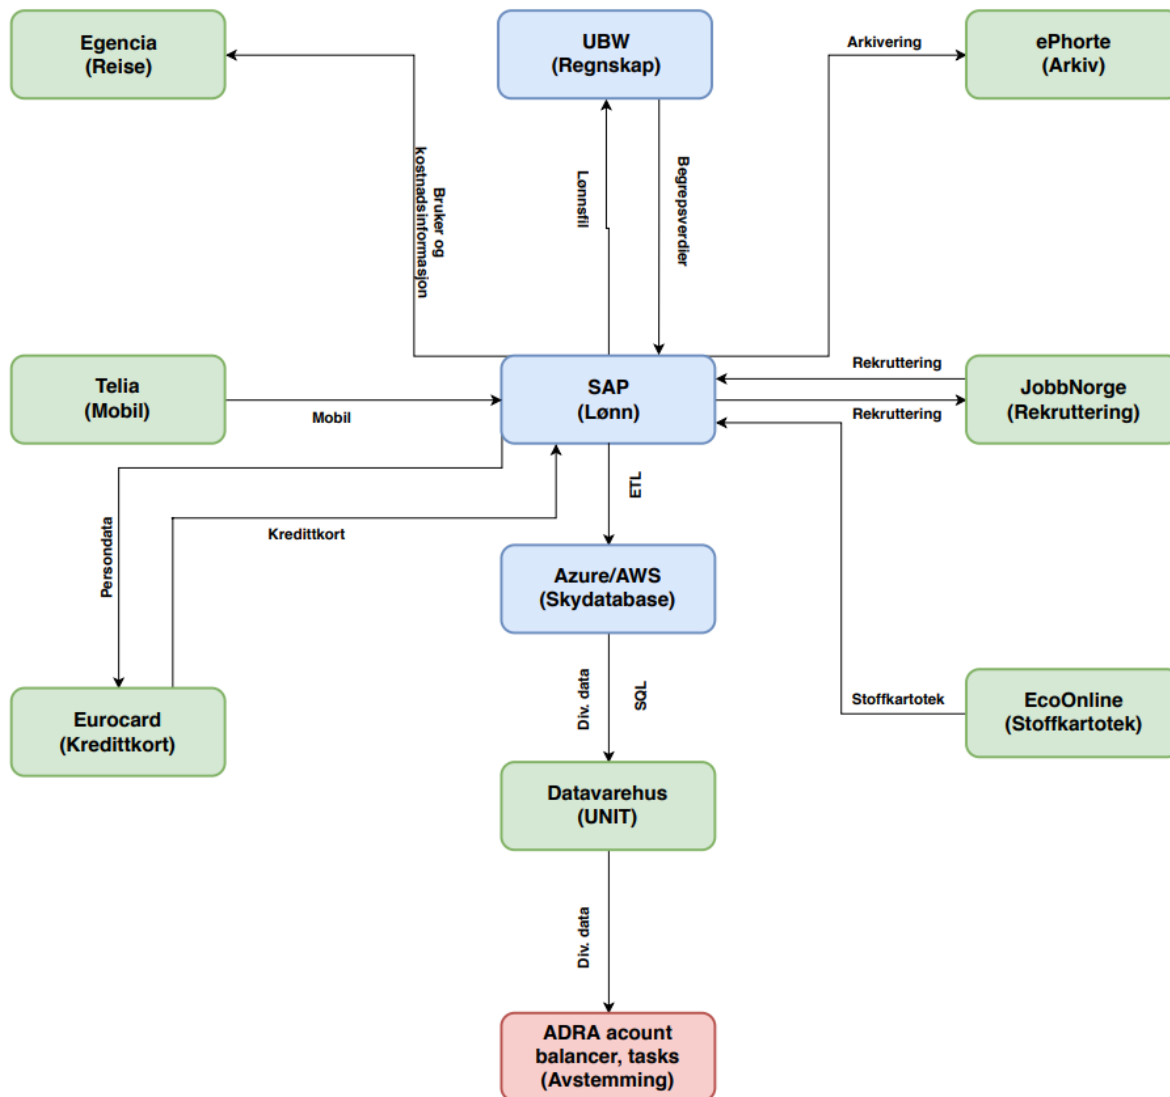 Egencia
(Reise)
UBW
(Regnskap)
Arkivering
ePhorte
(Arkiv)
Bruker og
kostnadsinformasjon
Lønnsfil
Begrepsverdier
Telia
(Mobil)
Mobil
SAP
(Lønn)
Rekruttering
Rekruttering
JobbNorge
(Rekruttering)
Persondata
Kredittkort
ETL
Azure/AWS
(Skydatabase)
Eurocard
(Kredittkort)
Div. data
SQL
Stoffkartotek
EcoOnline
(Stoffkartotek)
Datavarehus
(UNIT)
Div. data
ADRA acount
balancer, tasks
(Avstemming)